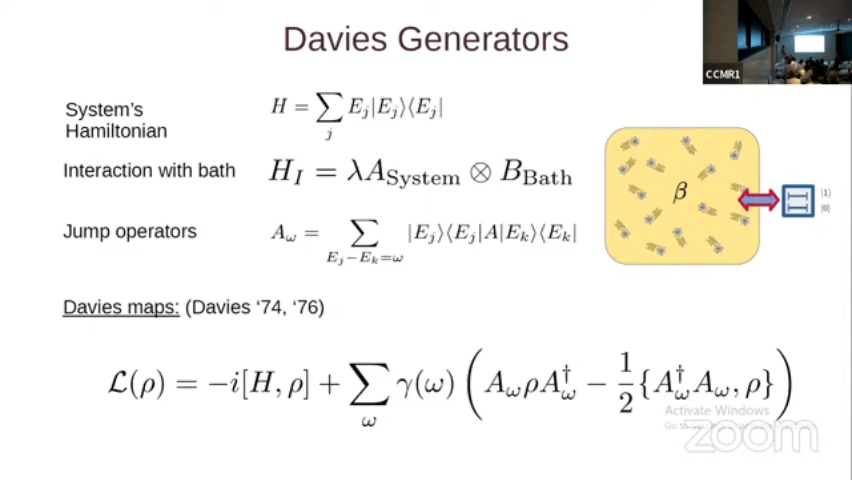 Davies Generators
CCMR1
System's
Hamiltonian
H = ∑_j E_j|E_j⟩⟨E_j|
Interaction with bath
H_I = λA_System ⊗ B_Bath
Jump operators
A_ω = ∑_{E_j−E_k=ω} |E_j⟩⟨E_j|A|E_k⟩⟨E_k|
β
|1⟩
|0⟩
Davies maps: (Davies ‘74, ‘76)
ℒ(ρ) = −i[H, ρ] + ∑_ω γ(ω) ( A_ω ρ A_ω^† − 1/2 {A_ω^† A_ω, ρ} )
Activate Windows
Go to
zoom